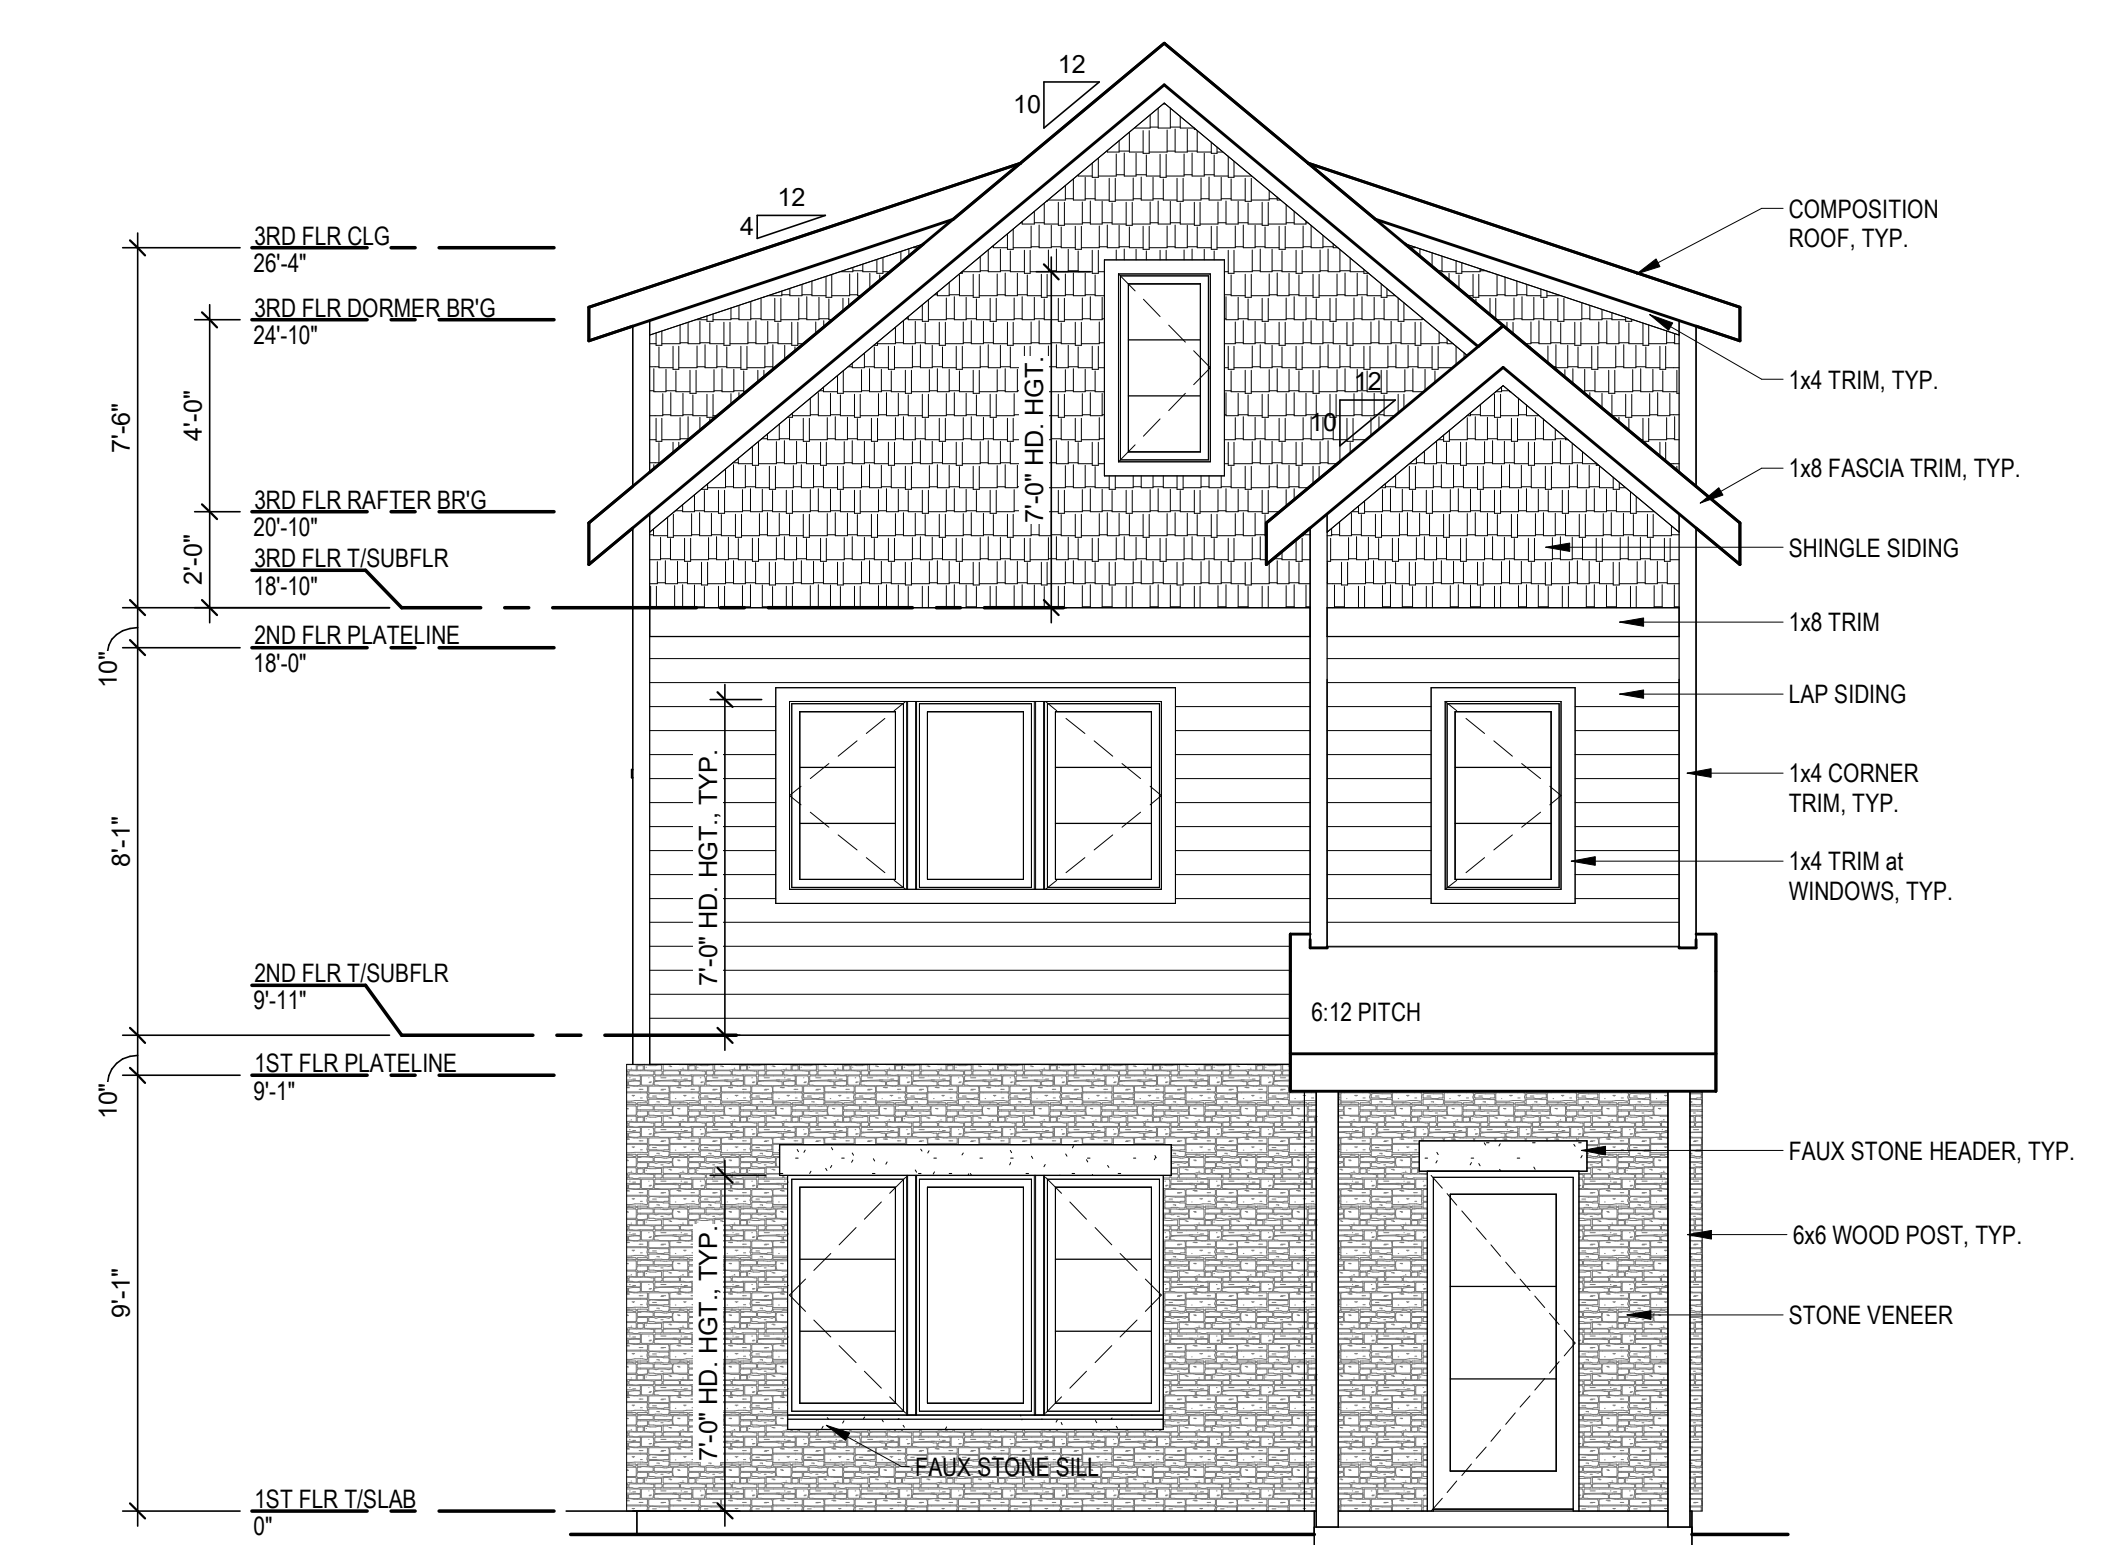 12
10
12
4
3RD FLR CLG
26'-4"
3RD FLR DORMER BR'G
24'-10"
3RD FLR RAFTER BR'G
20'-10"
3RD FLR T/SUBFLR
18'-10"
2ND FLR PLATELINE
18'-0"
2ND FLR T/SUBFLR
9'-11"
1ST FLR PLATELINE
9'-1"
1ST FLR T/SLAB
0"
7'-6"
4'-0"
2'-0"
10"
8'-1"
10"
9'-1"
7'-0" HD. HGT.
12
10
7'-0" HD. HGT., TYP.
6:12 PITCH
7'-0" HD. HGT., TYP.
FAUX STONE SILL
COMPOSITION
ROOF, TYP.
1x4 TRIM, TYP.
1x8 FASCIA TRIM, TYP.
SHINGLE SIDING
1x8 TRIM
LAP SIDING
1x4 CORNER
TRIM, TYP.
1x4 TRIM at
WINDOWS, TYP.
FAUX STONE HEADER, TYP.
6x6 WOOD POST, TYP.
STONE VENEER